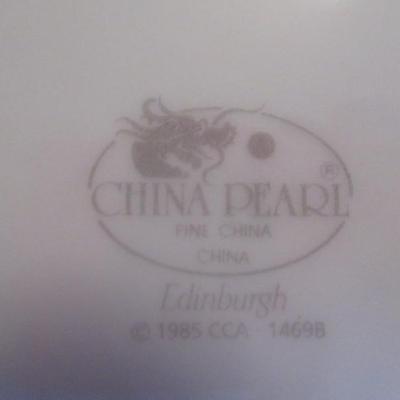 ®
CHINA PEARL
FINE CHINA
CHINA
Edinburgh
© 1985 CCA 1469B